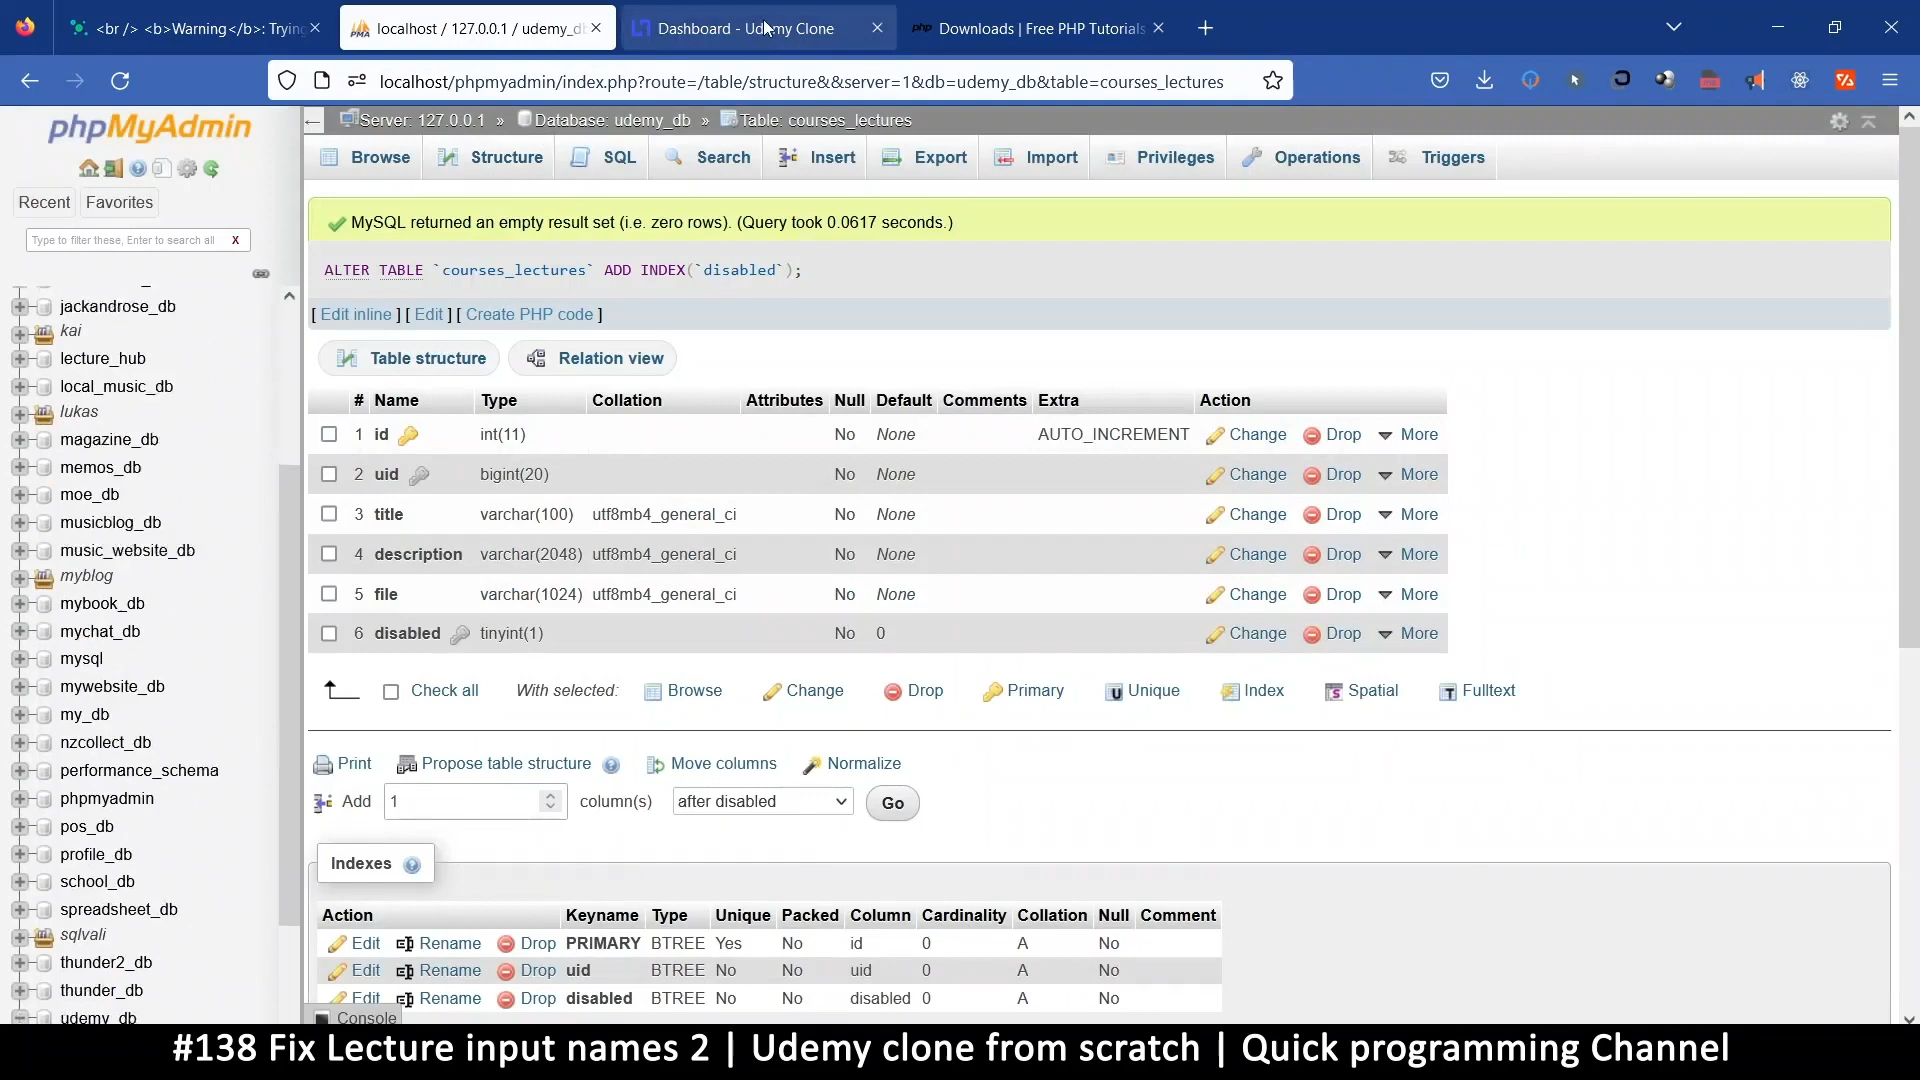 <br /> <b>Warning</b>: Trying
localhost / 127.0.0.1 / udemy_db
Dashboard - Udemy Clone
php Downloads | Free PHP Tutorials
localhost/phpmyadmin/index.php?route=/table/structure&&server=1&db=udemy_db&table=courses_lectures
phpMyAdmin
Recent Favorites
Type to filter these, Enter to search all X
jackandrose_db
kai
lecture_hub
local_music_db
lukas
magazine_db
memos_db
moe_db
musicblog_db
music_website_db
myblog
mybook_db
mychat_db
mysql
mywebsite_db
my_db
nzcollect_db
performance_schema
phpmyadmin
pos_db
profile_db
school_db
spreadsheet_db
sqlvali
thunder2_db
thunder_db
udemy_db
Server: 127.0.0.1 » Database: udemy_db » Table: courses_lectures
Browse Structure SQL Search Insert Export Import Privileges Operations Triggers
MySQL returned an empty result set (i.e. zero rows). (Query took 0.0617 seconds.)
ALTER TABLE `courses_lectures` ADD INDEX(`disabled`);
[ Edit inline ] [ Edit ] [ Create PHP code ]
Table structure Relation view
# Name Type Collation Attributes Null Default Comments Extra Action
1 id int(11) No None AUTO_INCREMENT Change Drop More
2 uid bigint(20) No None Change Drop More
3 title varchar(100) utf8mb4_general_ci No None Change Drop More
4 description varchar(2048) utf8mb4_general_ci No None Change Drop More
5 file varchar(1024) utf8mb4_general_ci No None Change Drop More
6 disabled tinyint(1) No 0 Change Drop More
Check all With selected: Browse Change Drop Primary Unique Index Spatial Fulltext
Print Propose table structure Move columns Normalize
Add 1 column(s) after disabled Go
Indexes
Action Keyname Type Unique Packed Column Cardinality Collation Null Comment
Edit Rename Drop PRIMARY BTREE Yes No id 0 A No
Edit Rename Drop uid BTREE No No uid 0 A No
Edit Rename Drop disabled BTREE No No disabled 0 A No
Console
#138 Fix Lecture input names 2 | Udemy clone from scratch | Quick programming Channel